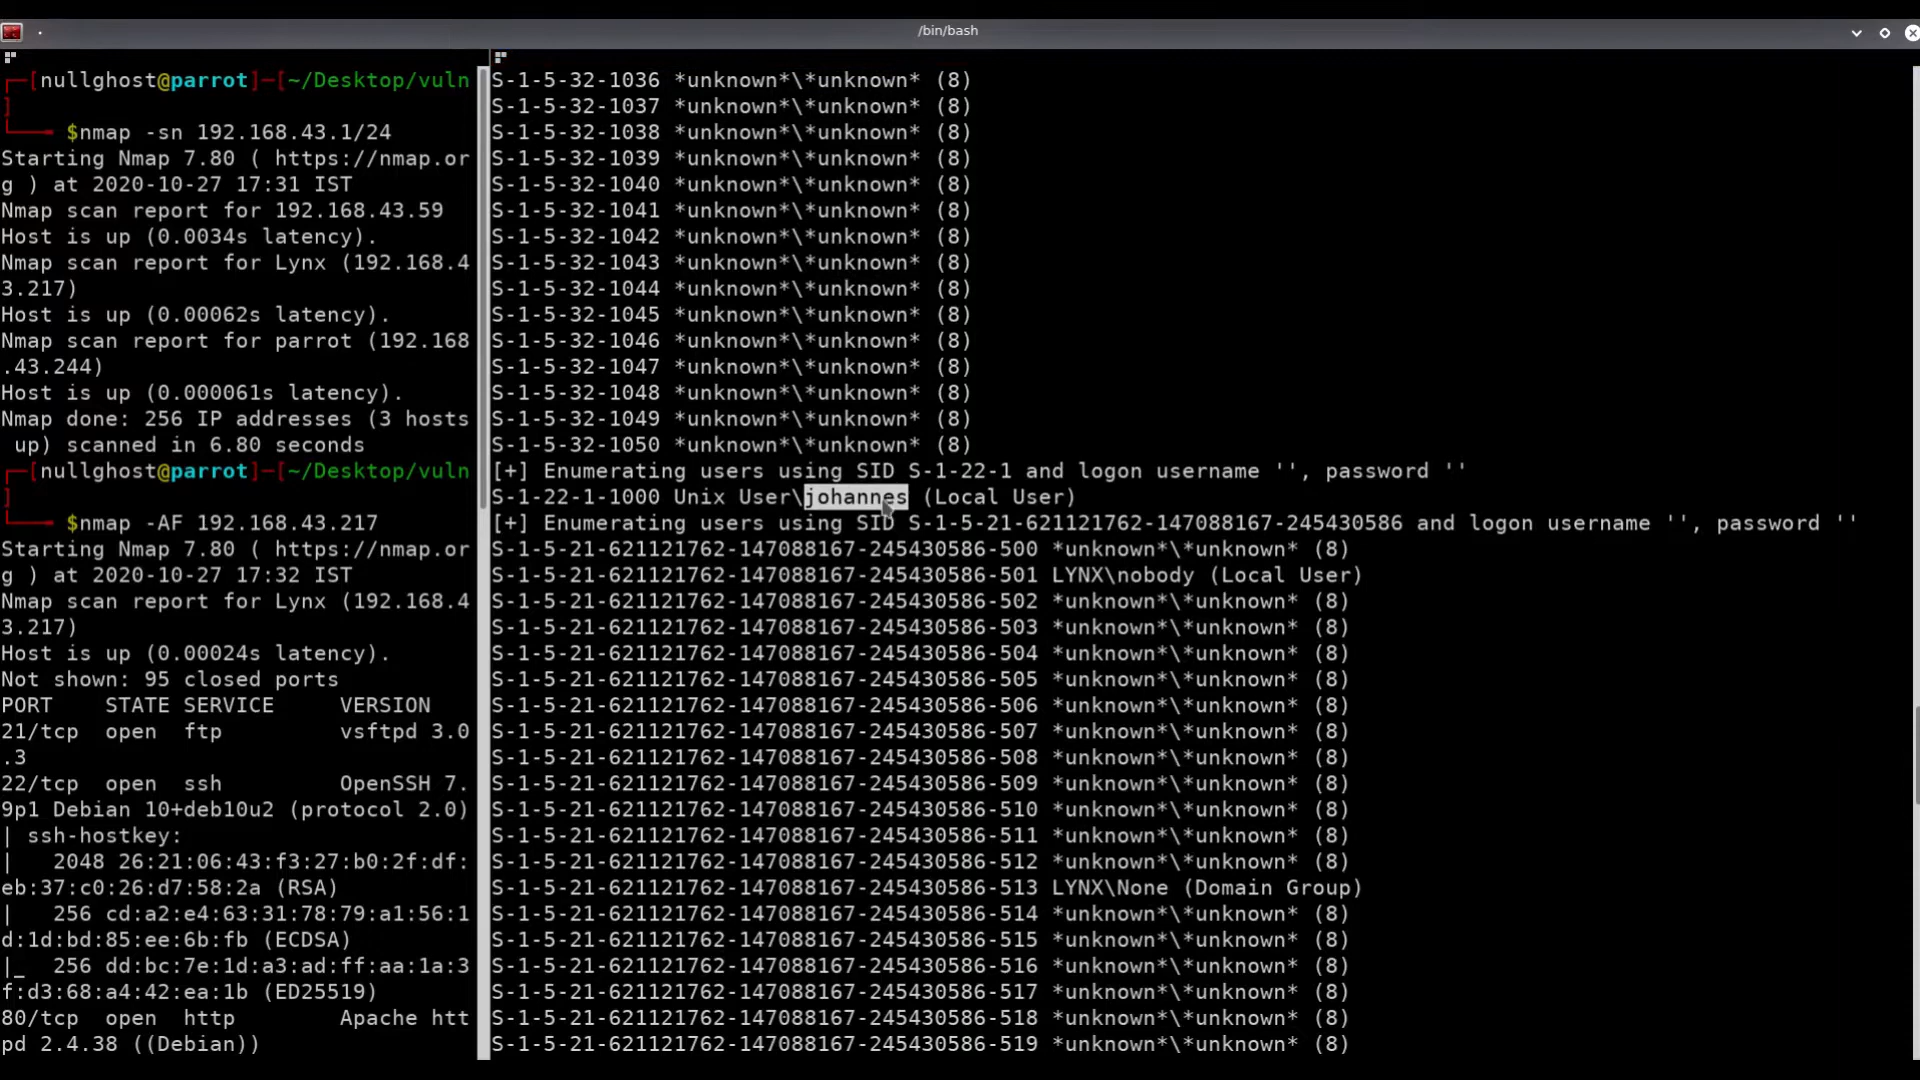 /bin/bash
┌─[nullghost@parrot]─[~/Desktop/vuln
]
└──╼ $nmap -sn 192.168.43.1/24
Starting Nmap 7.80 ( https://nmap.or
g ) at 2020-10-27 17:31 IST
Nmap scan report for 192.168.43.59
Host is up (0.0034s latency).
Nmap scan report for Lynx (192.168.4
3.217)
Host is up (0.00062s latency).
Nmap scan report for parrot (192.168
.43.244)
Host is up (0.000061s latency).
Nmap done: 256 IP addresses (3 hosts
 up) scanned in 6.80 seconds
┌─[nullghost@parrot]─[~/Desktop/vuln
]
└──╼ $nmap -AF 192.168.43.217
Starting Nmap 7.80 ( https://nmap.or
g ) at 2020-10-27 17:32 IST
Nmap scan report for Lynx (192.168.4
3.217)
Host is up (0.00024s latency).
Not shown: 95 closed ports
PORT    STATE SERVICE     VERSION
21/tcp  open  ftp         vsftpd 3.0
.3
22/tcp  open  ssh         OpenSSH 7.
9p1 Debian 10+deb10u2 (protocol 2.0)
| ssh-hostkey:
|   2048 26:21:06:43:f3:27:b0:2f:df:
eb:37:c0:26:d7:58:2a (RSA)
|   256 cd:a2:e4:63:31:78:79:a1:56:1
d:1d:bd:85:ee:6b:fb (ECDSA)
|_  256 dd:bc:7e:1d:a3:ad:ff:aa:1a:3
f:d3:68:a4:42:ea:1b (ED25519)
80/tcp  open  http        Apache htt
pd 2.4.38 ((Debian))
S-1-5-32-1036 *unknown*\*unknown* (8)
S-1-5-32-1037 *unknown*\*unknown* (8)
S-1-5-32-1038 *unknown*\*unknown* (8)
S-1-5-32-1039 *unknown*\*unknown* (8)
S-1-5-32-1040 *unknown*\*unknown* (8)
S-1-5-32-1041 *unknown*\*unknown* (8)
S-1-5-32-1042 *unknown*\*unknown* (8)
S-1-5-32-1043 *unknown*\*unknown* (8)
S-1-5-32-1044 *unknown*\*unknown* (8)
S-1-5-32-1045 *unknown*\*unknown* (8)
S-1-5-32-1046 *unknown*\*unknown* (8)
S-1-5-32-1047 *unknown*\*unknown* (8)
S-1-5-32-1048 *unknown*\*unknown* (8)
S-1-5-32-1049 *unknown*\*unknown* (8)
S-1-5-32-1050 *unknown*\*unknown* (8)
[+] Enumerating users using SID S-1-22-1 and logon username '', password ''
S-1-22-1-1000 Unix User\johannes (Local User)
[+] Enumerating users using SID S-1-5-21-621121762-147088167-245430586 and logon username '', password ''
S-1-5-21-621121762-147088167-245430586-500 *unknown*\*unknown* (8)
S-1-5-21-621121762-147088167-245430586-501 LYNX\nobody (Local User)
S-1-5-21-621121762-147088167-245430586-502 *unknown*\*unknown* (8)
S-1-5-21-621121762-147088167-245430586-503 *unknown*\*unknown* (8)
S-1-5-21-621121762-147088167-245430586-504 *unknown*\*unknown* (8)
S-1-5-21-621121762-147088167-245430586-505 *unknown*\*unknown* (8)
S-1-5-21-621121762-147088167-245430586-506 *unknown*\*unknown* (8)
S-1-5-21-621121762-147088167-245430586-507 *unknown*\*unknown* (8)
S-1-5-21-621121762-147088167-245430586-508 *unknown*\*unknown* (8)
S-1-5-21-621121762-147088167-245430586-509 *unknown*\*unknown* (8)
S-1-5-21-621121762-147088167-245430586-510 *unknown*\*unknown* (8)
S-1-5-21-621121762-147088167-245430586-511 *unknown*\*unknown* (8)
S-1-5-21-621121762-147088167-245430586-512 *unknown*\*unknown* (8)
S-1-5-21-621121762-147088167-245430586-513 LYNX\None (Domain Group)
S-1-5-21-621121762-147088167-245430586-514 *unknown*\*unknown* (8)
S-1-5-21-621121762-147088167-245430586-515 *unknown*\*unknown* (8)
S-1-5-21-621121762-147088167-245430586-516 *unknown*\*unknown* (8)
S-1-5-21-621121762-147088167-245430586-517 *unknown*\*unknown* (8)
S-1-5-21-621121762-147088167-245430586-518 *unknown*\*unknown* (8)
S-1-5-21-621121762-147088167-245430586-519 *unknown*\*unknown* (8)